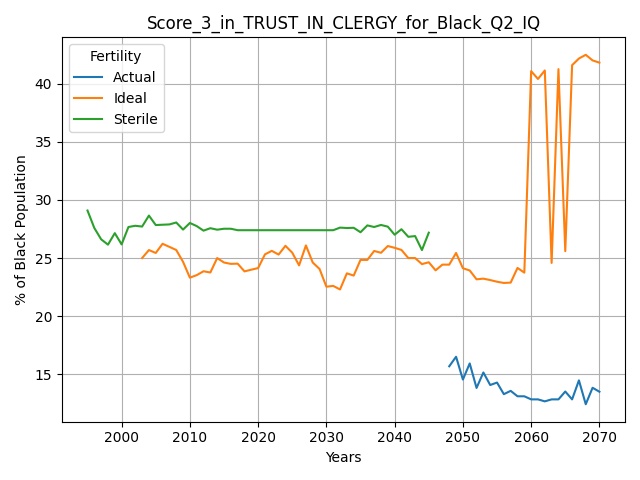 Score_3_in_TRUST_IN_CLERGY_for_Black_Q2_IQ
Fertility
Actual
Ideal
Sterile
% of Black Population
40
35
30
25
20
15
2000 2010 2020 2030 2040 2050 2060 2070
Years